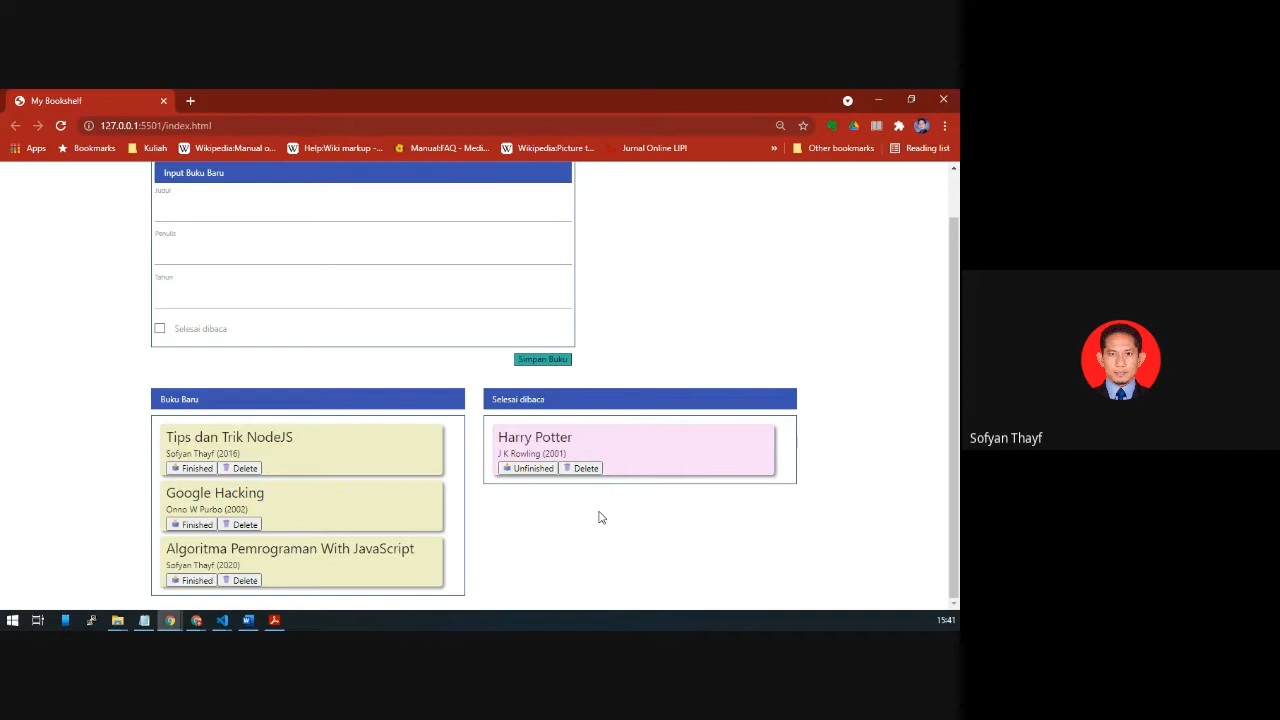 My Bookshelf
127.0.0.1:5501/index.html
Apps Bookmarks Kuliah Wikipedia:Manual o... Help:Wiki markup -... Manual:FAQ - Medi... Wikipedia:Picture t... Jurnal Online LIPI » Other bookmarks Reading list
Input Buku Baru
Judul
Penulit
Tahun
Selesai dibaca
Simpan Buku
Buku Baru
Tips dan Trik NodeJS
Sofyan Thayf (2016)
Finished Delete
Google Hacking
Onno W Purbo (2002)
Finished Delete
Algoritma Pemrograman With JavaScript
Sofyan Thayf (2020)
Finished Delete
Selesai dibaca
Harry Potter
J K Rowling (2001)
Unfinished Delete
15:41
Sofyan Thayf